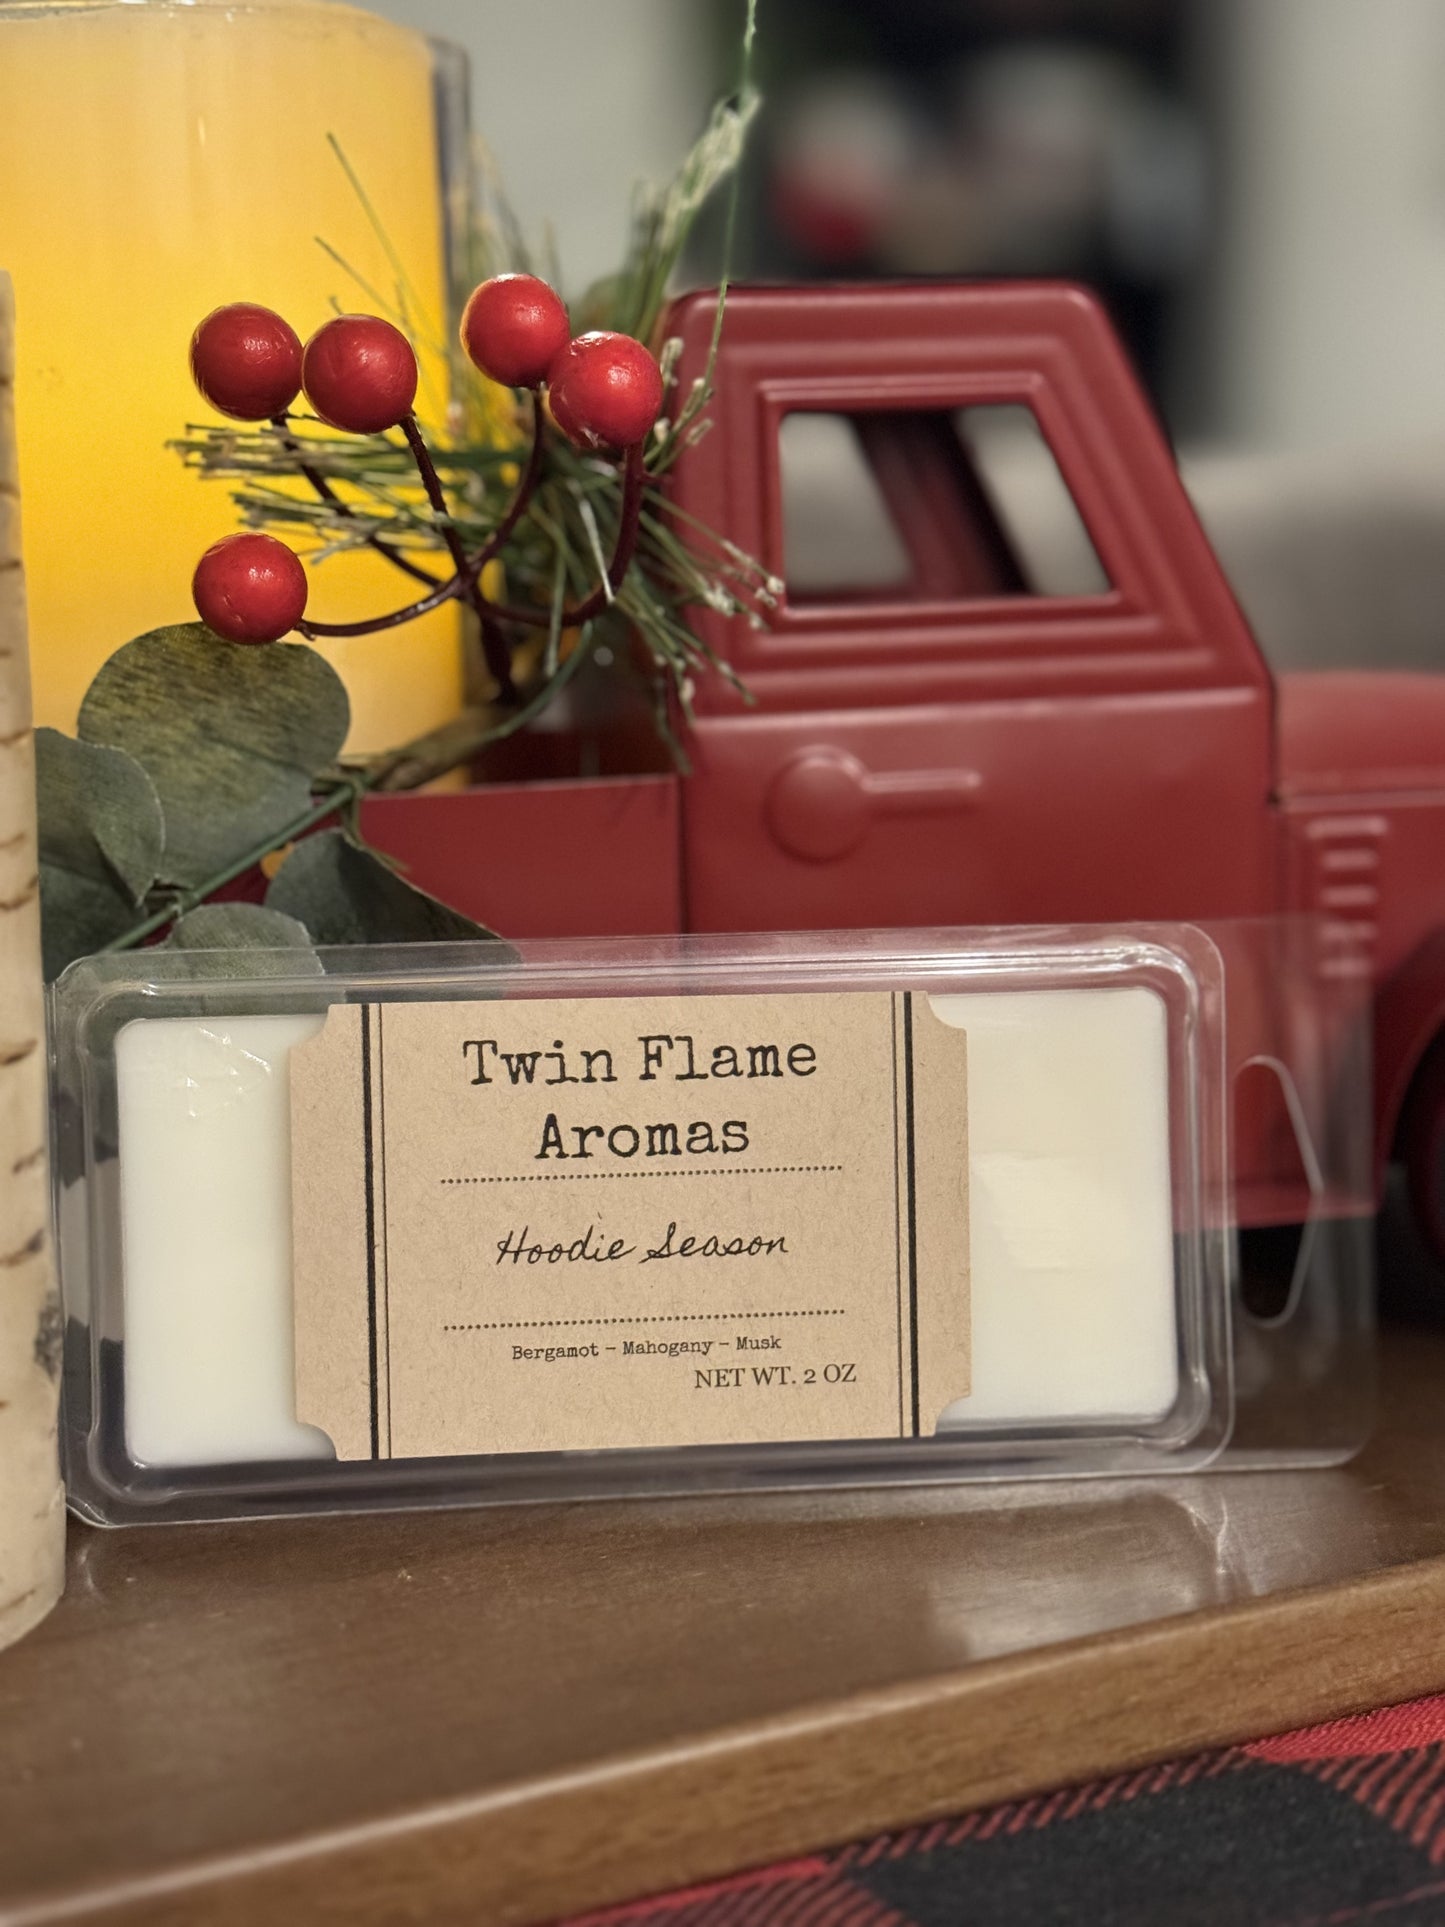 Twin Flame
Aromas
Hoodie Season
Bergamot - Mahogany - Musk
NET WT. 2 OZ